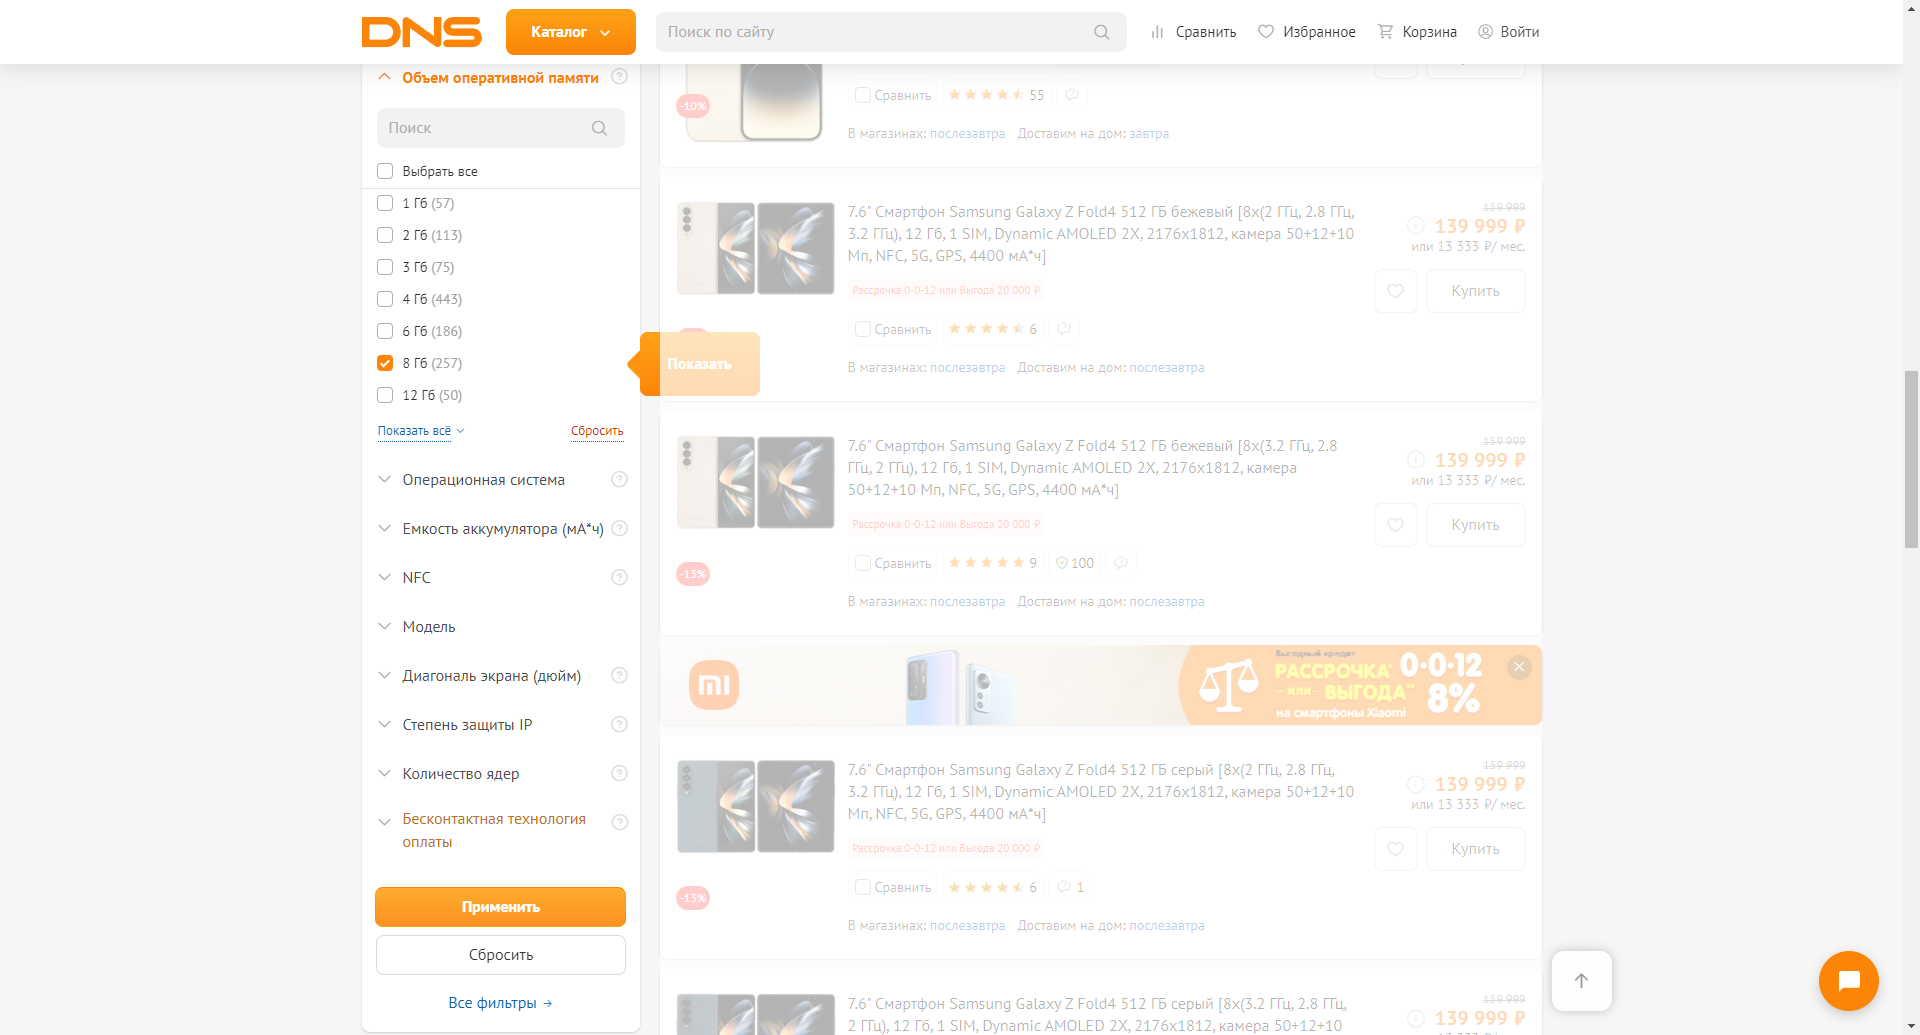 DNS
Каталог
Поиск по сайту
Сравнить
Избранное
Корзина
Войти
Объем оперативной памяти
Поиск
Выбрать все
1 Гб (57)
2 Гб (113)
3 Гб (75)
4 Гб (443)
6 Гб (186)
8 Гб (257)
12 Гб (50)
Показать всё
Сбросить
Показать
Операционная система
Емкость аккумулятора (мА*ч)
NFC
Модель
Диагональ экрана (дюйм)
Степень защиты IP
Количество ядер
Бесконтактная технология
оплаты
Применить
Сбросить
Все фильтры →
-10%
Сравнить
55
В магазинах: послезавтра Доставим на дом: завтра
7.6" Смартфон Samsung Galaxy Z Fold4 512 ГБ бежевый [8x(2 ГГц, 2.8 ГГц,
3.2 ГГц), 12 Гб, 1 SIM, Dynamic AMOLED 2X, 2176x1812, камера 50+12+10
Мп, NFC, 5G, GPS, 4400 мА*ч]
Рассрочка 0-0-12 или Выгода 20 000 ₽
Сравнить
6
В магазинах: послезавтра Доставим на дом: послезавтра
159 999
139 999 ₽
или 13 333 ₽/ мес.
Купить
7.6" Смартфон Samsung Galaxy Z Fold4 512 ГБ бежевый [8x(3.2 ГГц, 2.8
ГГц, 2 ГГц), 12 Гб, 1 SIM, Dynamic AMOLED 2X, 2176x1812, камера
50+12+10 Мп, NFC, 5G, GPS, 4400 мА*ч]
Рассрочка 0-0-12 или Выгода 20 000 ₽
-13%
Сравнить
9
100
В магазинах: послезавтра Доставим на дом: послезавтра
159 999
139 999 ₽
или 13 333 ₽/ мес.
Купить
mi
Выгодный кредит
РАССРОЧКА* 0-0-12
или ВЫГОДА** 8%
на смартфоны Xiaomi
7.6" Смартфон Samsung Galaxy Z Fold4 512 ГБ серый [8x(2 ГГц, 2.8 ГГц,
3.2 ГГц), 12 Гб, 1 SIM, Dynamic AMOLED 2X, 2176x1812, камера 50+12+10
Мп, NFC, 5G, GPS, 4400 мА*ч]
Рассрочка 0-0-12 или Выгода 20 000 ₽
-13%
Сравнить
6
1
В магазинах: послезавтра Доставим на дом: послезавтра
159 999
139 999 ₽
или 13 333 ₽/ мес.
Купить
7.6" Смартфон Samsung Galaxy Z Fold4 512 ГБ серый [8x(3.2 ГГц, 2.8 ГГц,
2 ГГц), 12 Гб, 1 SIM, Dynamic AMOLED 2X, 2176x1812, камера 50+12+10
159 999
139 999 ₽